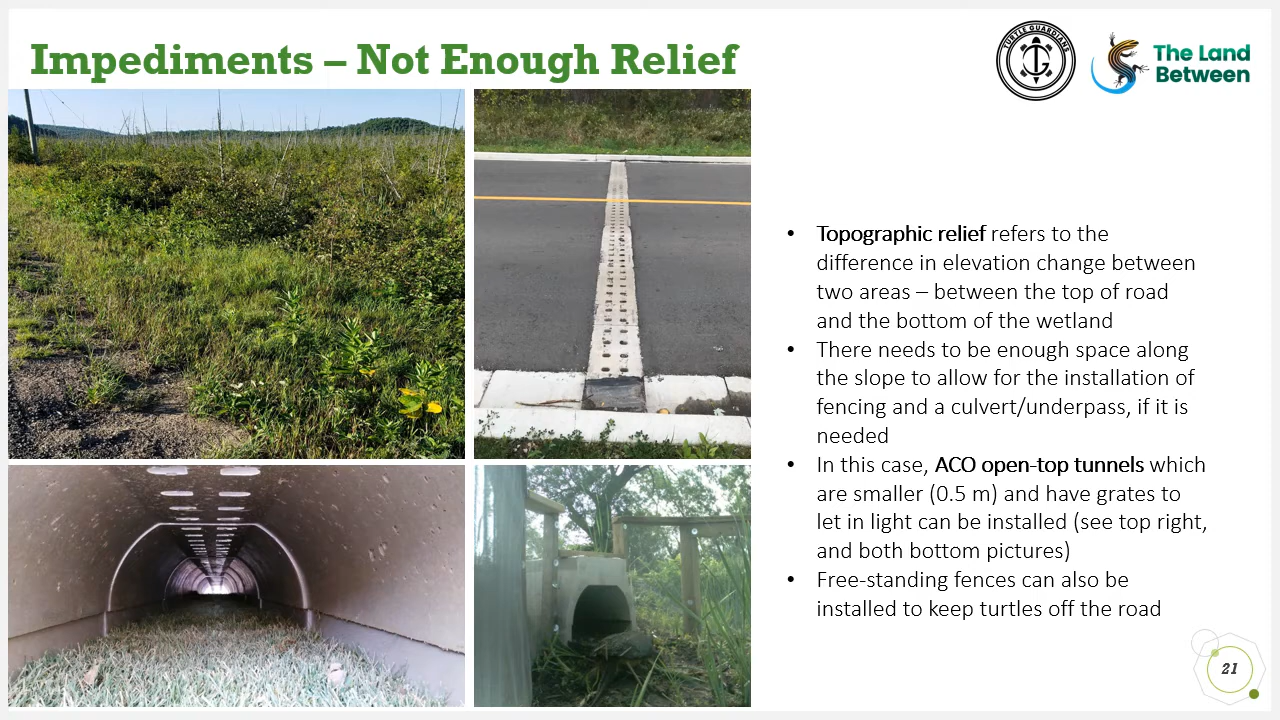 Impediments – Not Enough Relief
TURTLE GUARDIANS
The Land
Between
• Topographic relief refers to the
difference in elevation change between
two areas – between the top of road
and the bottom of the wetland
• There needs to be enough space along
the slope to allow for the installation of
fencing and a culvert/underpass, if it is
needed
• In this case, ACO open-top tunnels which
are smaller (0.5 m) and have grates to
let in light can be installed (see top right,
and both bottom pictures)
• Free-standing fences can also be
installed to keep turtles off the road
21